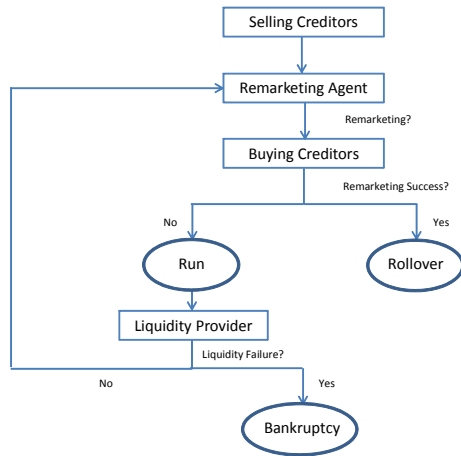 Selling Creditors
Remarketing Agent
Remarketing?
Buying Creditors
Remarketing Success?
No
Yes
Run
Rollover
Liquidity Provider
Liquidity Failure?
No
Yes
Bankruptcy